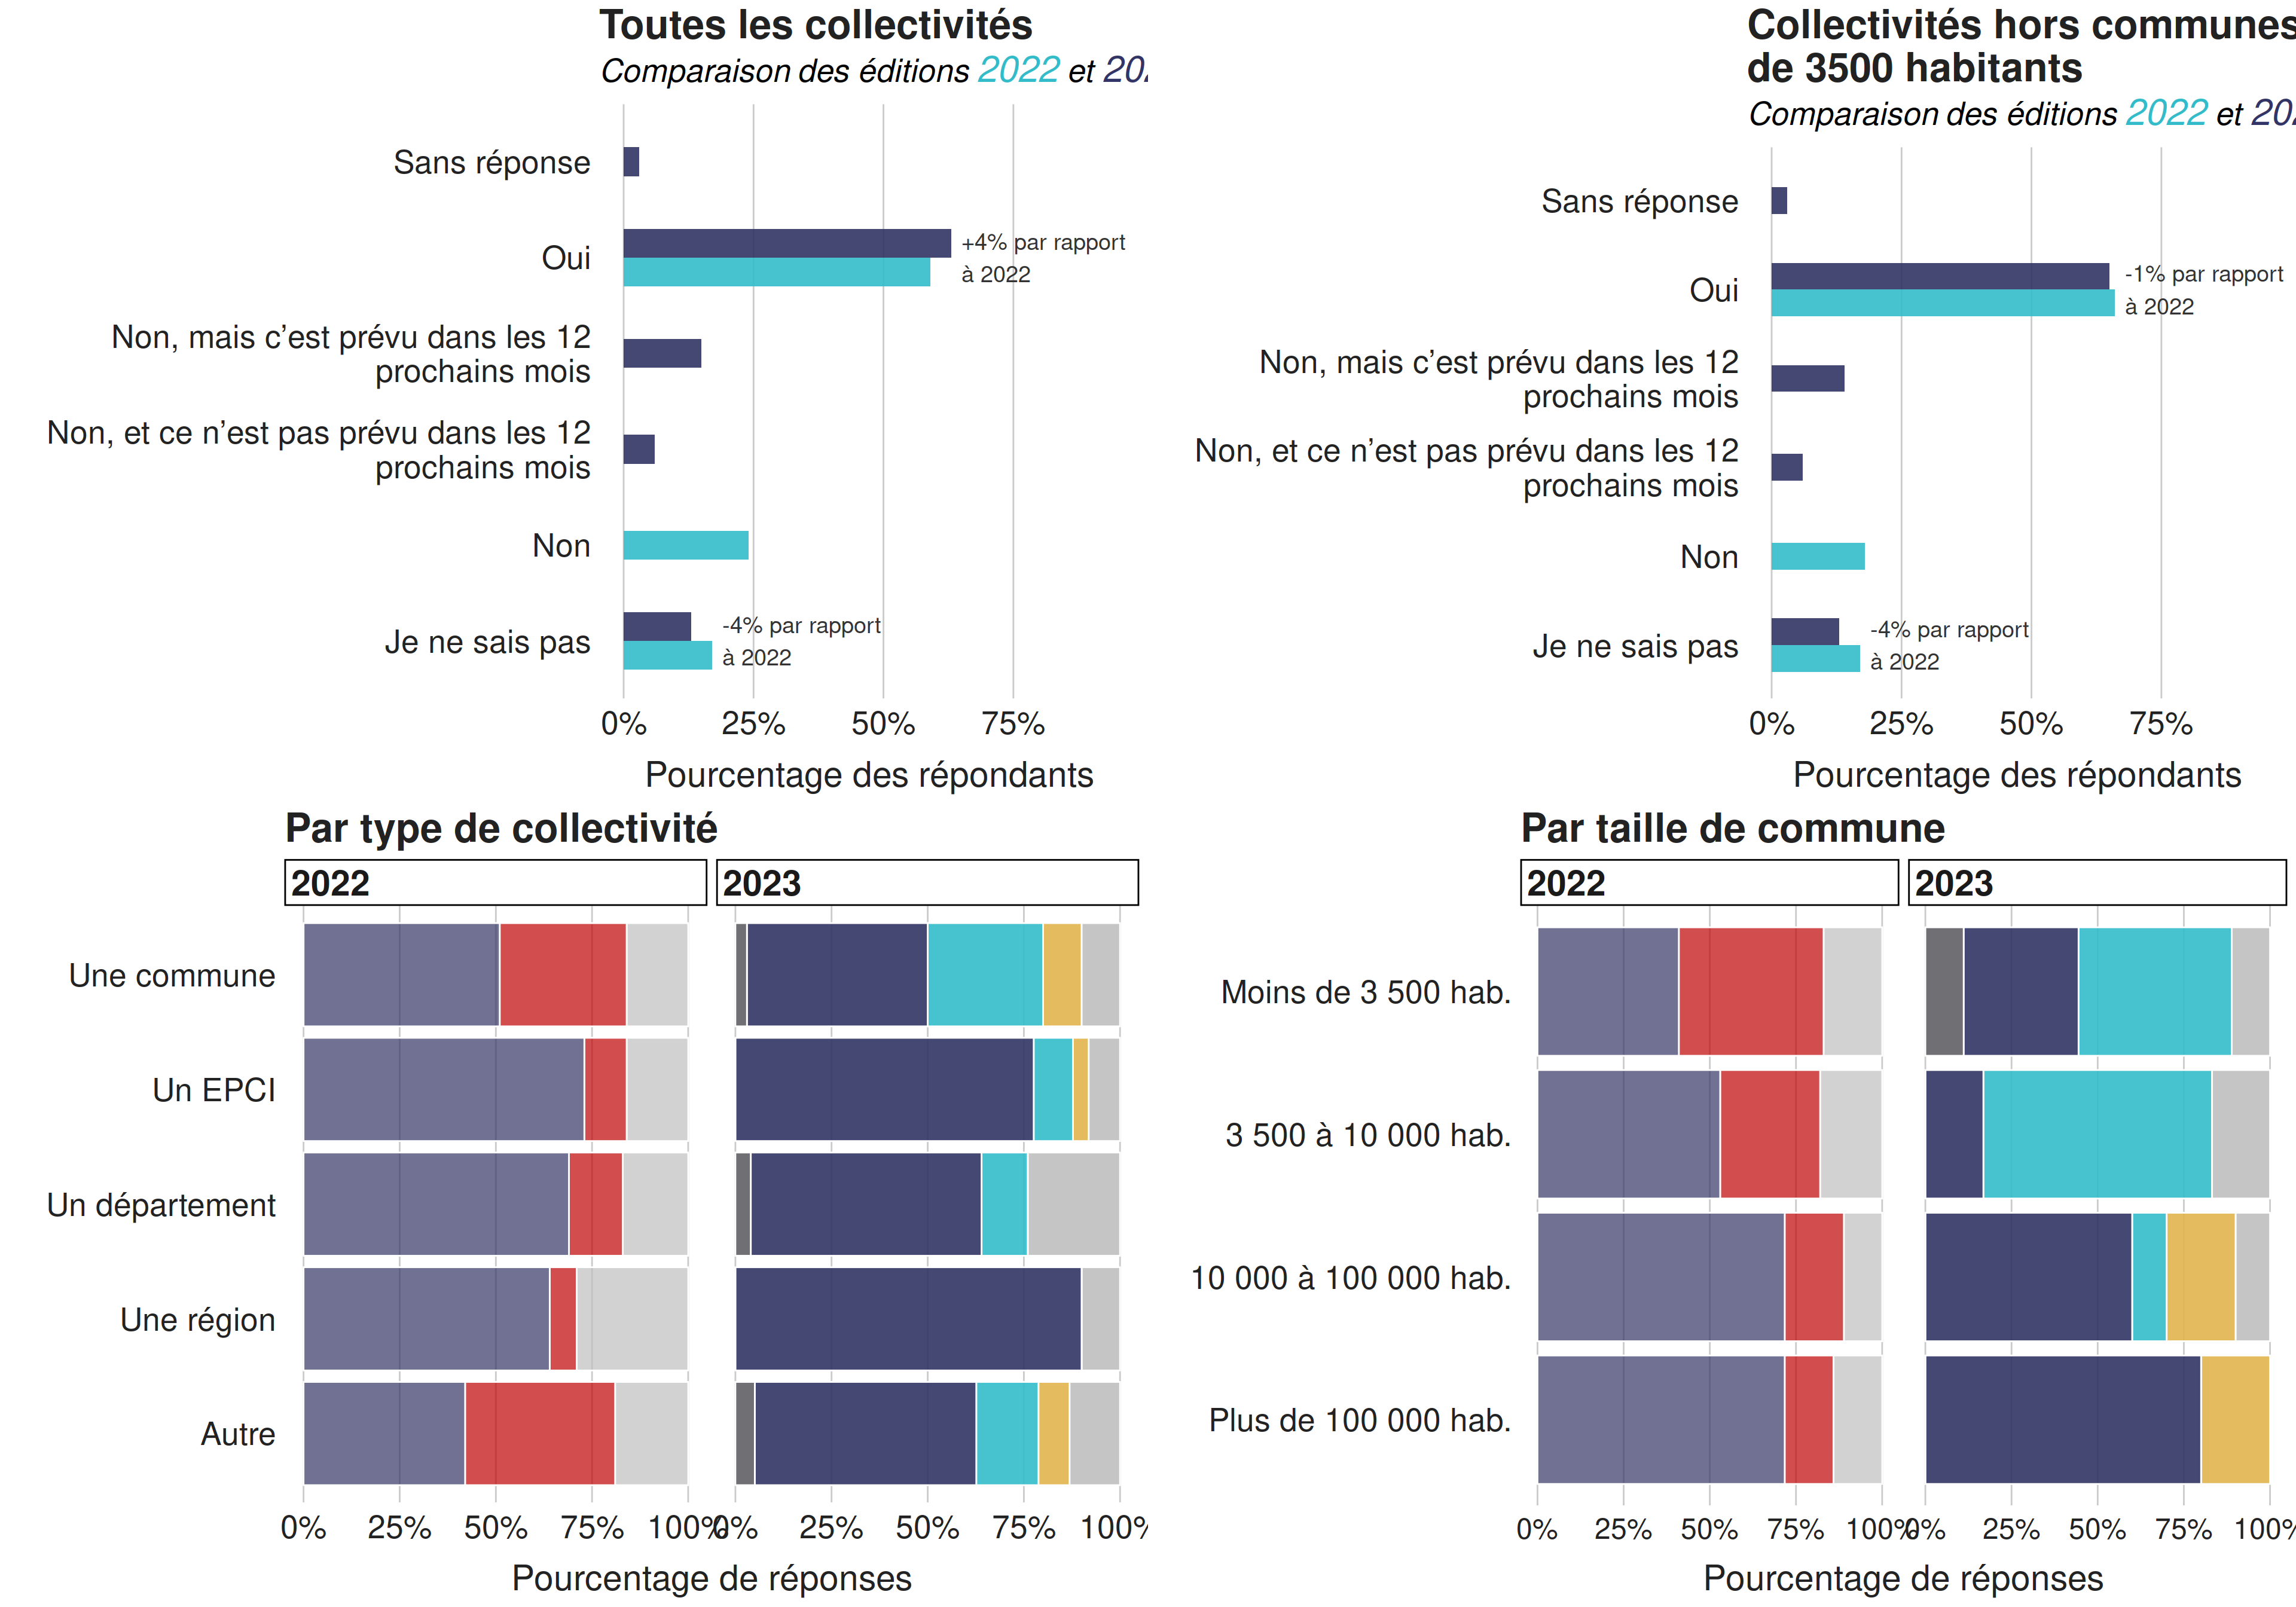 Toutes les collectivités
Comparaison des éditions 2022 et
Sans réponse
Oui
+4% par rapport
à 2022
Non, mais c’est prévu dans les 12
prochains mois
Non, et ce n’est pas prévu dans les 12
prochains mois
Non
Je ne sais pas
-4% par rapport
à 2022
0% 25% 50% 75%
Pourcentage des répondants
Collectivités hors communes
de 3500 habitants
Comparaison des éditions 2022 et
Sans réponse
Oui
-1% par rapport
à 2022
Non, mais c’est prévu dans les 12
prochains mois
Non, et ce n’est pas prévu dans les 12
prochains mois
Non
Je ne sais pas
-4% par rapport
à 2022
0% 25% 50% 75%
Pourcentage des répondants
Par type de collectivité
2022 2023
Une commune
Un EPCI
Un département
Une région
Autre
0% 25% 50% 75% 100% 0% 25% 50% 75% 100%
Pourcentage de réponses
Par taille de commune
2022 2023
Moins de 3 500 hab.
3 500 à 10 000 hab.
10 000 à 100 000 hab.
Plus de 100 000 hab.
0% 25% 50% 75% 100% 0% 25% 50% 75% 100%
Pourcentage de réponses